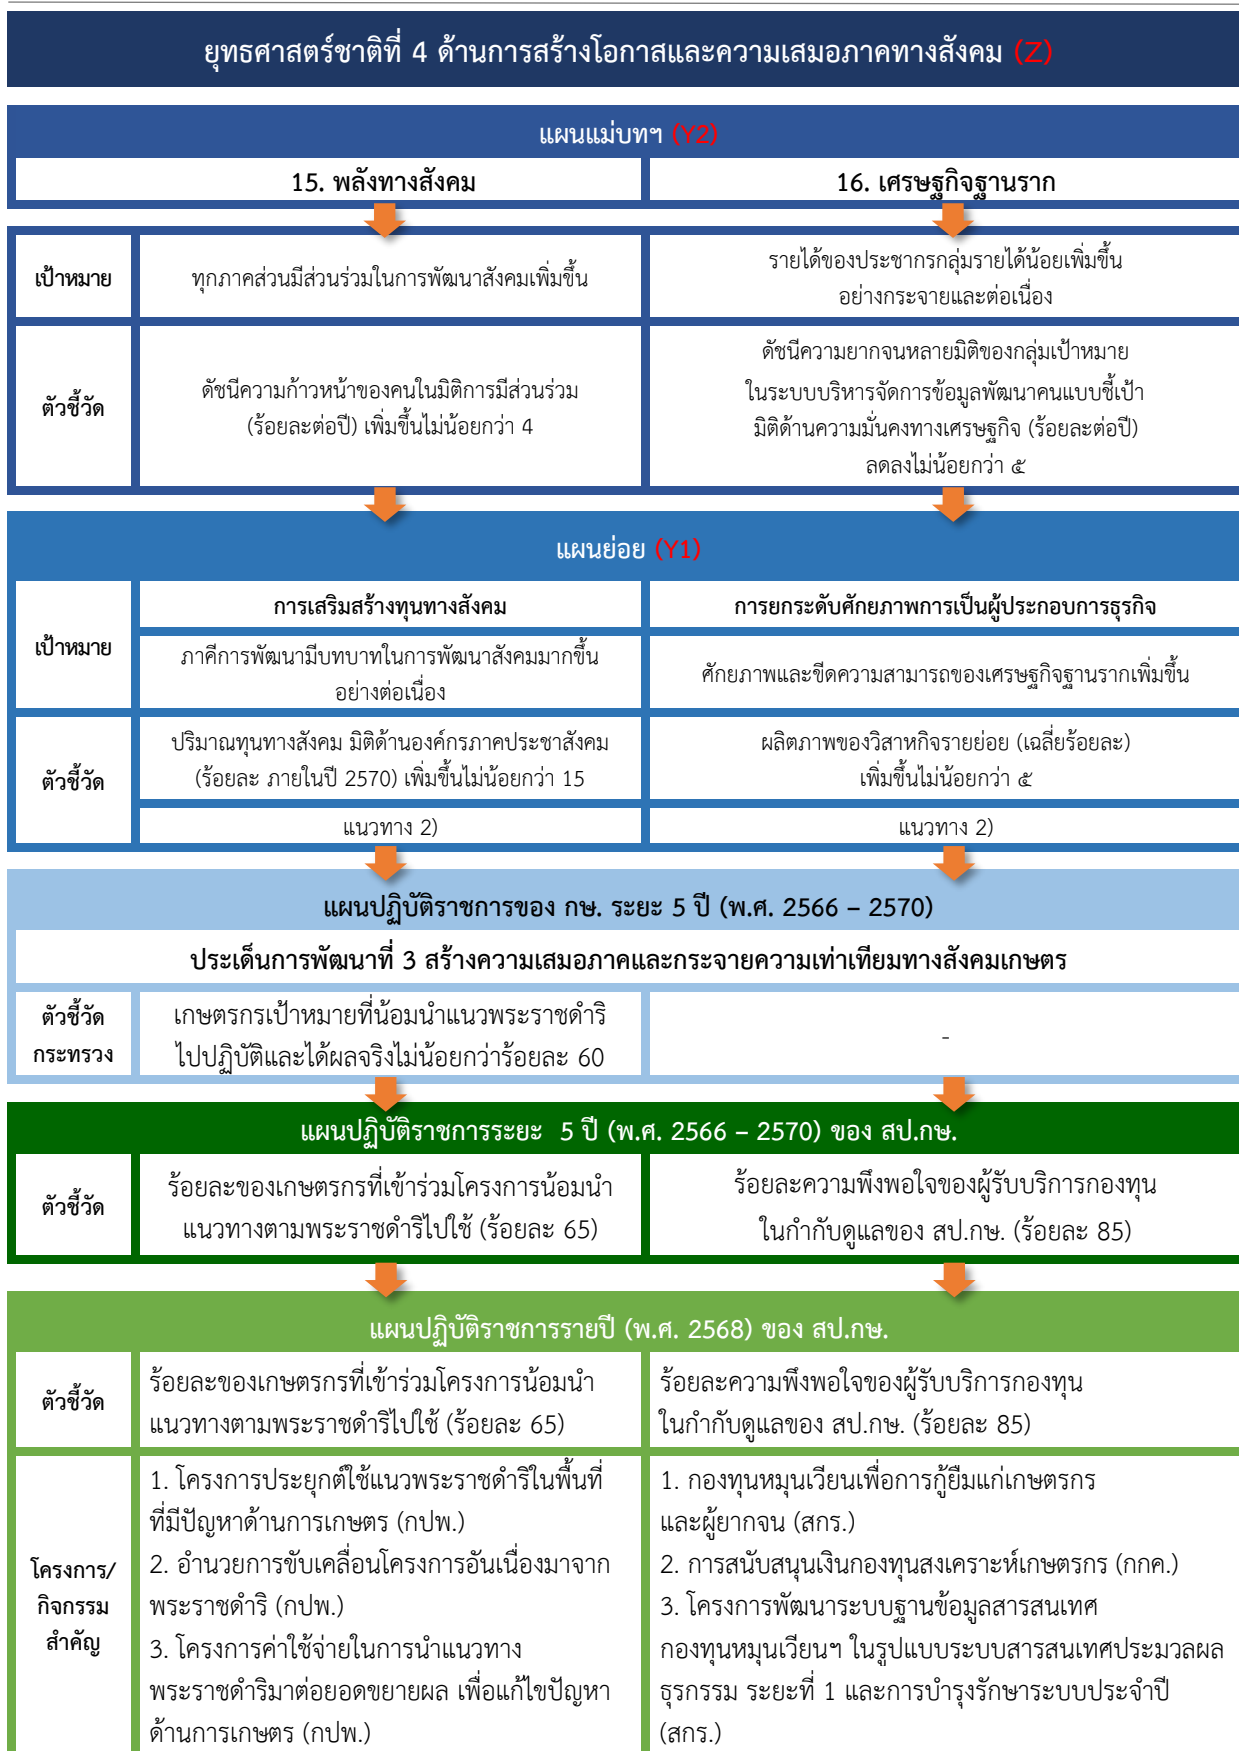 ยุทธศาสตร์ชาติที่ 4 ด้านการสร้างโอกาสและความเสมอภาคทางสังคม (Z)
แผนแม่บทฯ (Y2)
15. พลังทางสังคม
16. เศรษฐกิจฐานราก
เป้าหมาย
ทุกภาคส่วนมีส่วนร่วมในการพัฒนาสังคมเพิ่มขึ้น
รายได้ของประชากรกลุ่มรายได้น้อยเพิ่มขึ้น
อย่างกระจายและต่อเนื่อง
ตัวชี้วัด
ดัชนีความก้าวหน้าของคนในมิติการมีส่วนร่วม
(ร้อยละต่อปี) เพิ่มขึ้นไม่น้อยกว่า 4
ดัชนีความยากจนหลายมิติของกลุ่มเป้าหมาย
ในระบบบริหารจัดการข้อมูลพัฒนาคนแบบชี้เป้า
มิติด้านความมั่นคงทางเศรษฐกิจ (ร้อยละต่อปี)
ลดลงไม่น้อยกว่า ๕
แผนย่อย (Y1)
เป้าหมาย
การเสริมสร้างทุนทางสังคม
การยกระดับศักยภาพการเป็นผู้ประกอบการธุรกิจ
ภาคีการพัฒนามีบทบาทในการพัฒนาสังคมมากขึ้น
อย่างต่อเนื่อง
ศักยภาพและขีดความสามารถของเศรษฐกิจฐานรากเพิ่มขึ้น
ตัวชี้วัด
ปริมาณทุนทางสังคม มิติด้านองค์กรภาคประชาสังคม
(ร้อยละ ภายในปี 2570) เพิ่มขึ้นไม่น้อยกว่า 15
ผลิตภาพของวิสาหกิจรายย่อย (เฉลี่ยร้อยละ)
เพิ่มขึ้นไม่น้อยกว่า ๕
แนวทาง 2)
แนวทาง 2)
แผนปฏิบัติราชการของ กษ. ระยะ 5 ปี (พ.ศ. 2566 – 2570)
ประเด็นการพัฒนาที่ 3 สร้างความเสมอภาคและกระจายความเท่าเทียมทางสังคมเกษตร
ตัวชี้วัด
กระทรวง
เกษตรกรเป้าหมายที่น้อมนำแนวพระราชดำริ
ไปปฏิบัติและได้ผลจริงไม่น้อยกว่าร้อยละ 60
-
แผนปฏิบัติราชการระยะ 5 ปี (พ.ศ. 2566 – 2570) ของ สป.กษ.
ตัวชี้วัด
ร้อยละของเกษตรกรที่เข้าร่วมโครงการน้อมนำ
แนวทางตามพระราชดำริไปใช้ (ร้อยละ 65)
ร้อยละความพึงพอใจของผู้รับบริการกองทุน
ในกำกับดูแลของ สป.กษ. (ร้อยละ 85)
แผนปฏิบัติราชการรายปี (พ.ศ. 2568) ของ สป.กษ.
ตัวชี้วัด
ร้อยละของเกษตรกรที่เข้าร่วมโครงการน้อมนำ
แนวทางตามพระราชดำริไปใช้ (ร้อยละ 65)
ร้อยละความพึงพอใจของผู้รับบริการกองทุน
ในกำกับดูแลของ สป.กษ. (ร้อยละ 85)
โครงการ/
กิจกรรม
สำคัญ
1. โครงการประยุกต์ใช้แนวพระราชดำริในพื้นที่
ที่มีปัญหาด้านการเกษตร (กปพ.)
2. อำนวยการขับเคลื่อนโครงการอันเนื่องมาจาก
พระราชดำริ (กปพ.)
3. โครงการค่าใช้จ่ายในการนำแนวทาง
พระราชดำริมาต่อยอดขยายผล เพื่อแก้ไขปัญหา
ด้านการเกษตร (กปพ.)
1. กองทุนหมุนเวียนเพื่อการกู้ยืมแก่เกษตรกร
และผู้ยากจน (สกร.)
2. การสนับสนุนเงินกองทุนสงเคราะห์เกษตรกร (กกค.)
3. โครงการพัฒนาระบบฐานข้อมูลสารสนเทศ
กองทุนหมุนเวียนฯ ในรูปแบบระบบสารสนเทศประมวลผล
ธุรกรรม ระยะที่ 1 และการบำรุงรักษาระบบประจำปี
(สกร.)